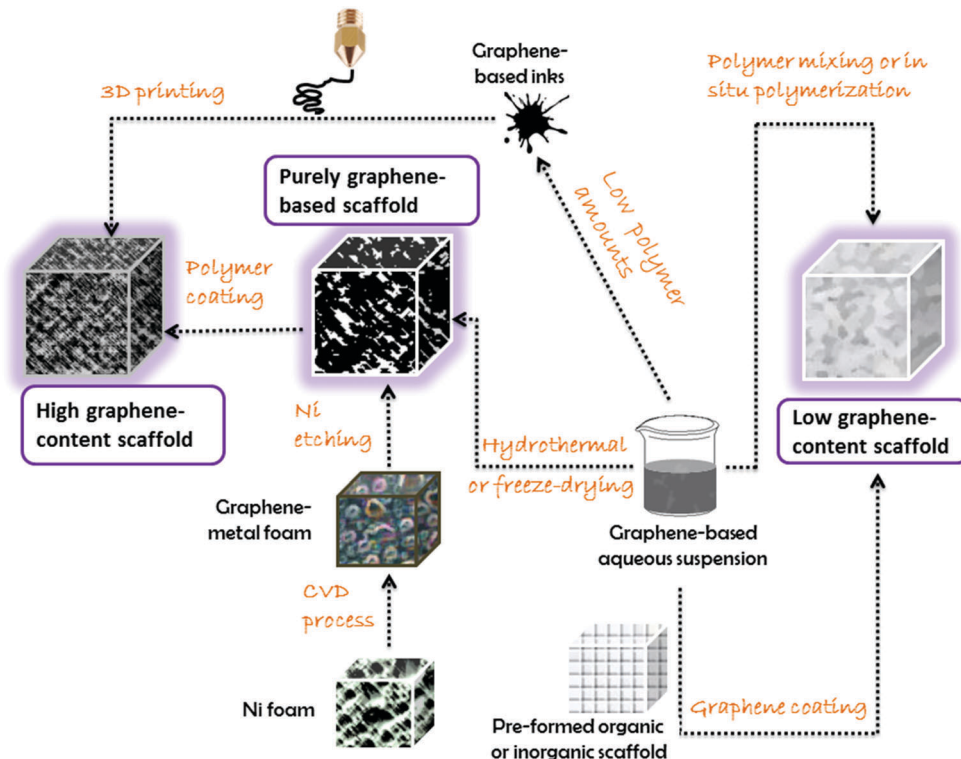 Graphene-
based inks
Polymer mixing or in
situ polymerization
3D printing
Purely graphene-
based scaffold
Low polymer
amounts
Polymer
coating
High graphene-
content scaffold
Ni
etching
Hydrothermal
or freeze-drying
Low graphene-
content scaffold
Graphene-
metal foam
Graphene-based
aqueous suspension
CVD
process
Ni foam
Pre-formed organic
or inorganic scaffold
Graphene coating